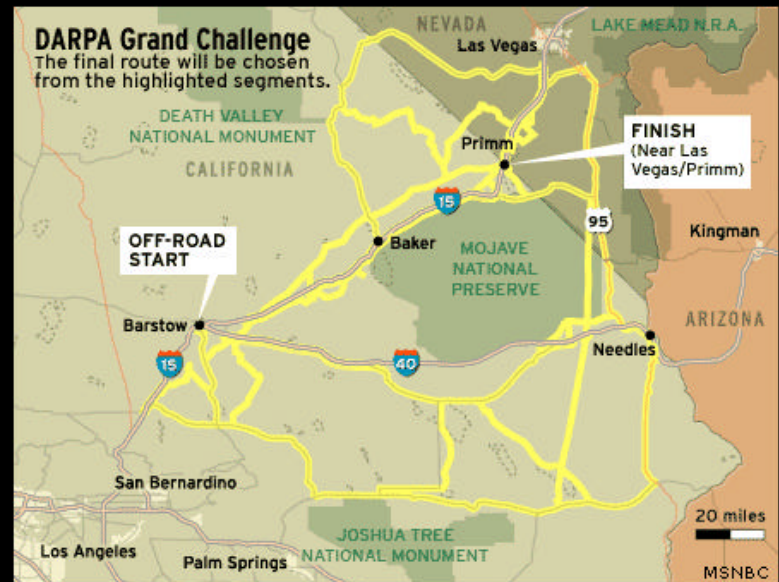 DARPA Grand Challenge
The final route will be chosen
from the highlighted segments.
NEVADA
LAKE MEAD N.R.A.
Las Vegas
DEATH VALLEY
NATIONAL MONUMENT
CALIFORNIA
Primm
FINISH
(Near Las
Vegas/Primm)
15
95
Baker
Kingman
OFF-ROAD
START
MOJAVE
NATIONAL
PRESERVE
Barstow
ARIZONA
Needles
15
40
San Bernardino
20 miles
JOSHUA TREE
NATIONAL MONUMENT
Los Angeles
Palm Springs
MSNBC